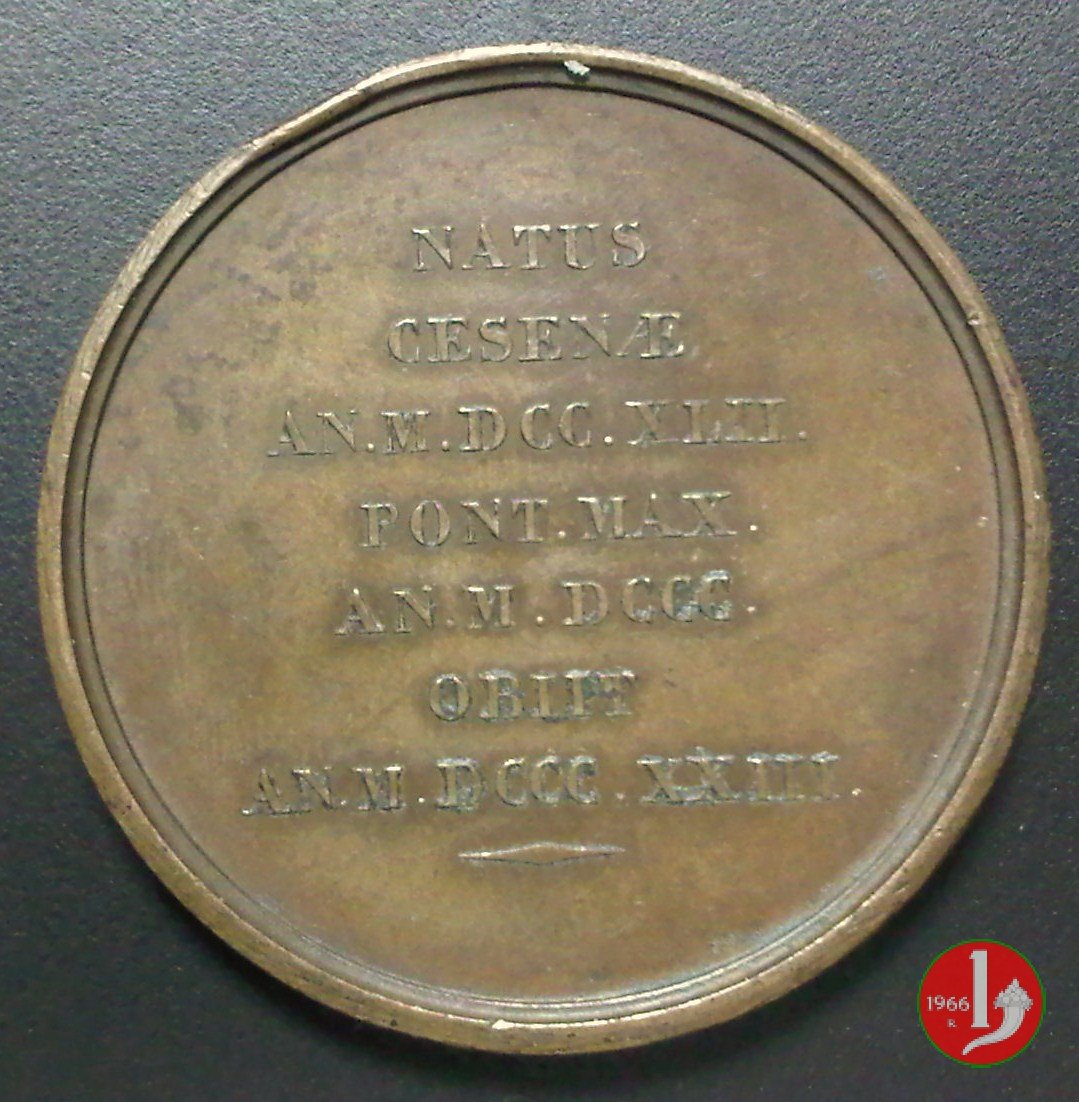 NATUS
CESENÆ
AN.M.DCC.XLII.
PONT.MAX.
AN.M.DCCC.
OBIIT
AN.M.DCCC.XXIII.
1966
R.